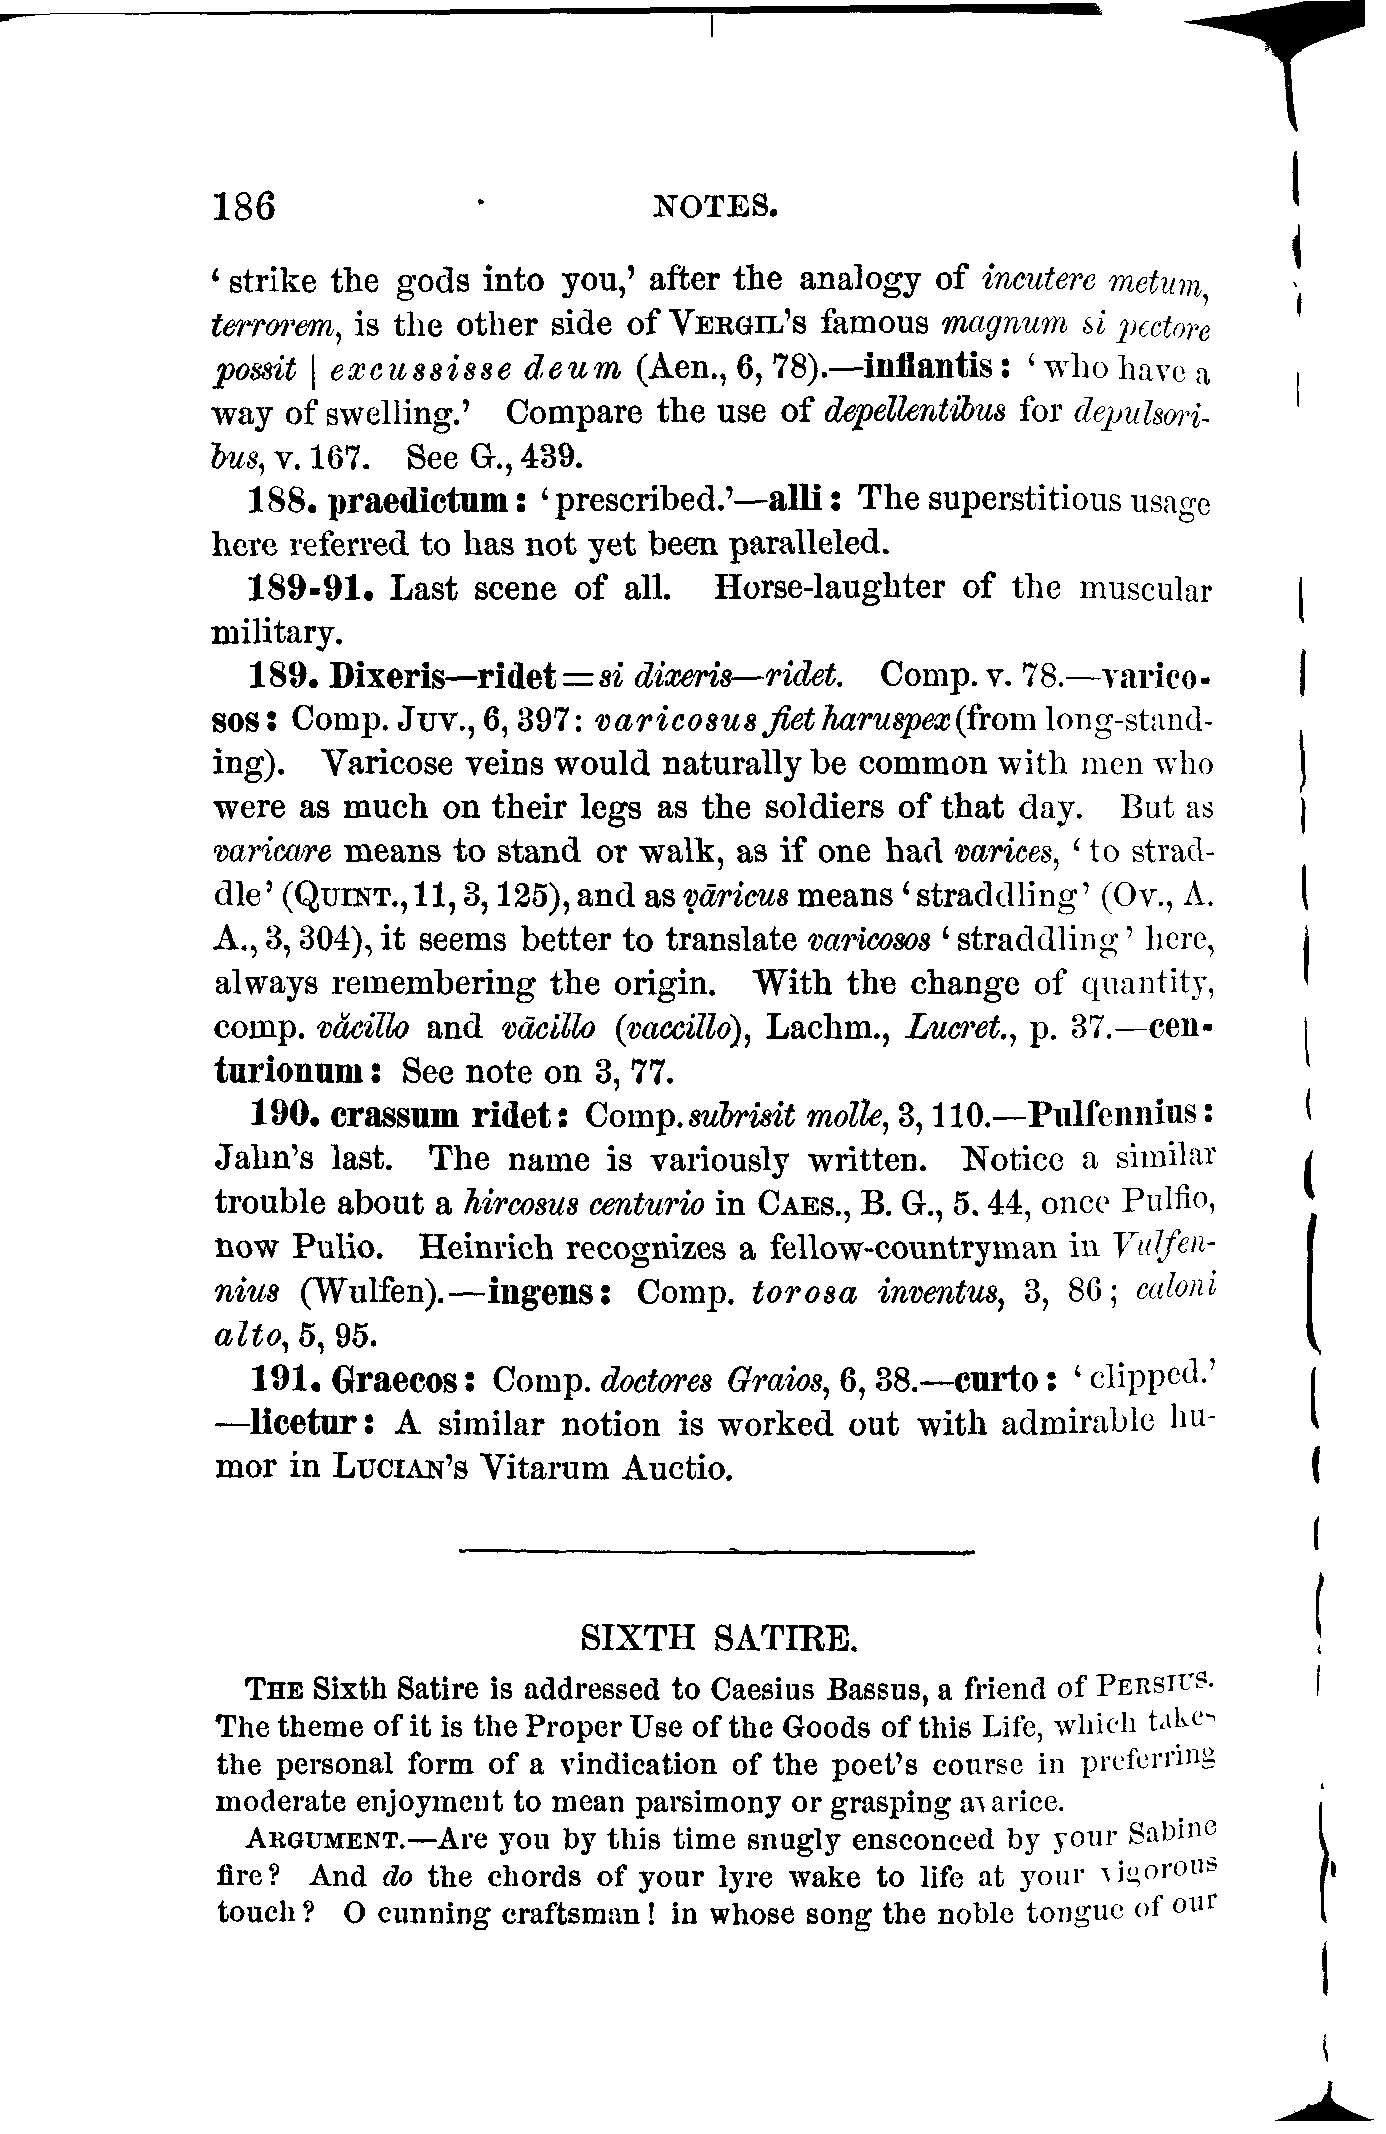 186 NOTES.
‘strike the gods into you,’ after the analogy of incutere metum,
terrorem, is the other side of VERGIL’S famous magnum si pectore
possit | excussisse deum (Aen., 6, 78).—inflantis: ‘who have a
way of swelling.’ Compare the use of depellentibus for depulsori-
bus, v. 167. See G., 439.
188. praedictum: ‘prescribed.’—alli: The superstitious usage
here referred to has not yet been paralleled.
189-91. Last scene of all. Horse-laughter of the muscular
military.
189. Dixeris—ridet=si dixeris—ridet. Comp. v. 78.—varico-
sos: Comp. JUV., 6, 397: varicosus fiet haruspex (from long-stand-
ing). Varicose veins would naturally be common with men who
were as much on their legs as the soldiers of that day. But as
varicare means to stand or walk, as if one had varices, ‘to strad-
dle’ (QUINT., 11, 3, 125), and as vāricus means ‘straddling’ (Ov., A.
A., 3, 304), it seems better to translate varicosos ‘straddling’ here,
always remembering the origin. With the change of quantity,
comp. văcillo and vācillo (vaccillo), Lachm., Lucret., p. 37.—cen-
turionum: See note on 3, 77.
190. crassum ridet: Comp. subrisit molle, 3, 110.—Pulfennius:
Jahn’s last. The name is variously written. Notice a similar
trouble about a hircosus centurio in CAES., B. G., 5. 44, once Pulfio,
now Pulio. Heinrich recognizes a fellow-countryman in Vulfen-
nius (Wulfen).—ingens: Comp. torosa inventus, 3, 86; caloni
alto, 5, 95.
191. Graecos: Comp. doctores Graios, 6, 38.—curto: ‘clipped.’
—licetur: A similar notion is worked out with admirable hu-
mor in LUCIAN’S Vitarum Auctio.
SIXTH SATIRE.
THE Sixth Satire is addressed to Caesius Bassus, a friend of PERSIUS.
The theme of it is the Proper Use of the Goods of this Life, which takes
the personal form of a vindication of the poet’s course in preferring
moderate enjoyment to mean parsimony or grasping avarice.
ARGUMENT.—Are you by this time snugly ensconced by your Sabine
fire? And do the chords of your lyre wake to life at your vigorous
touch? O cunning craftsman! in whose song the noble tongue of our